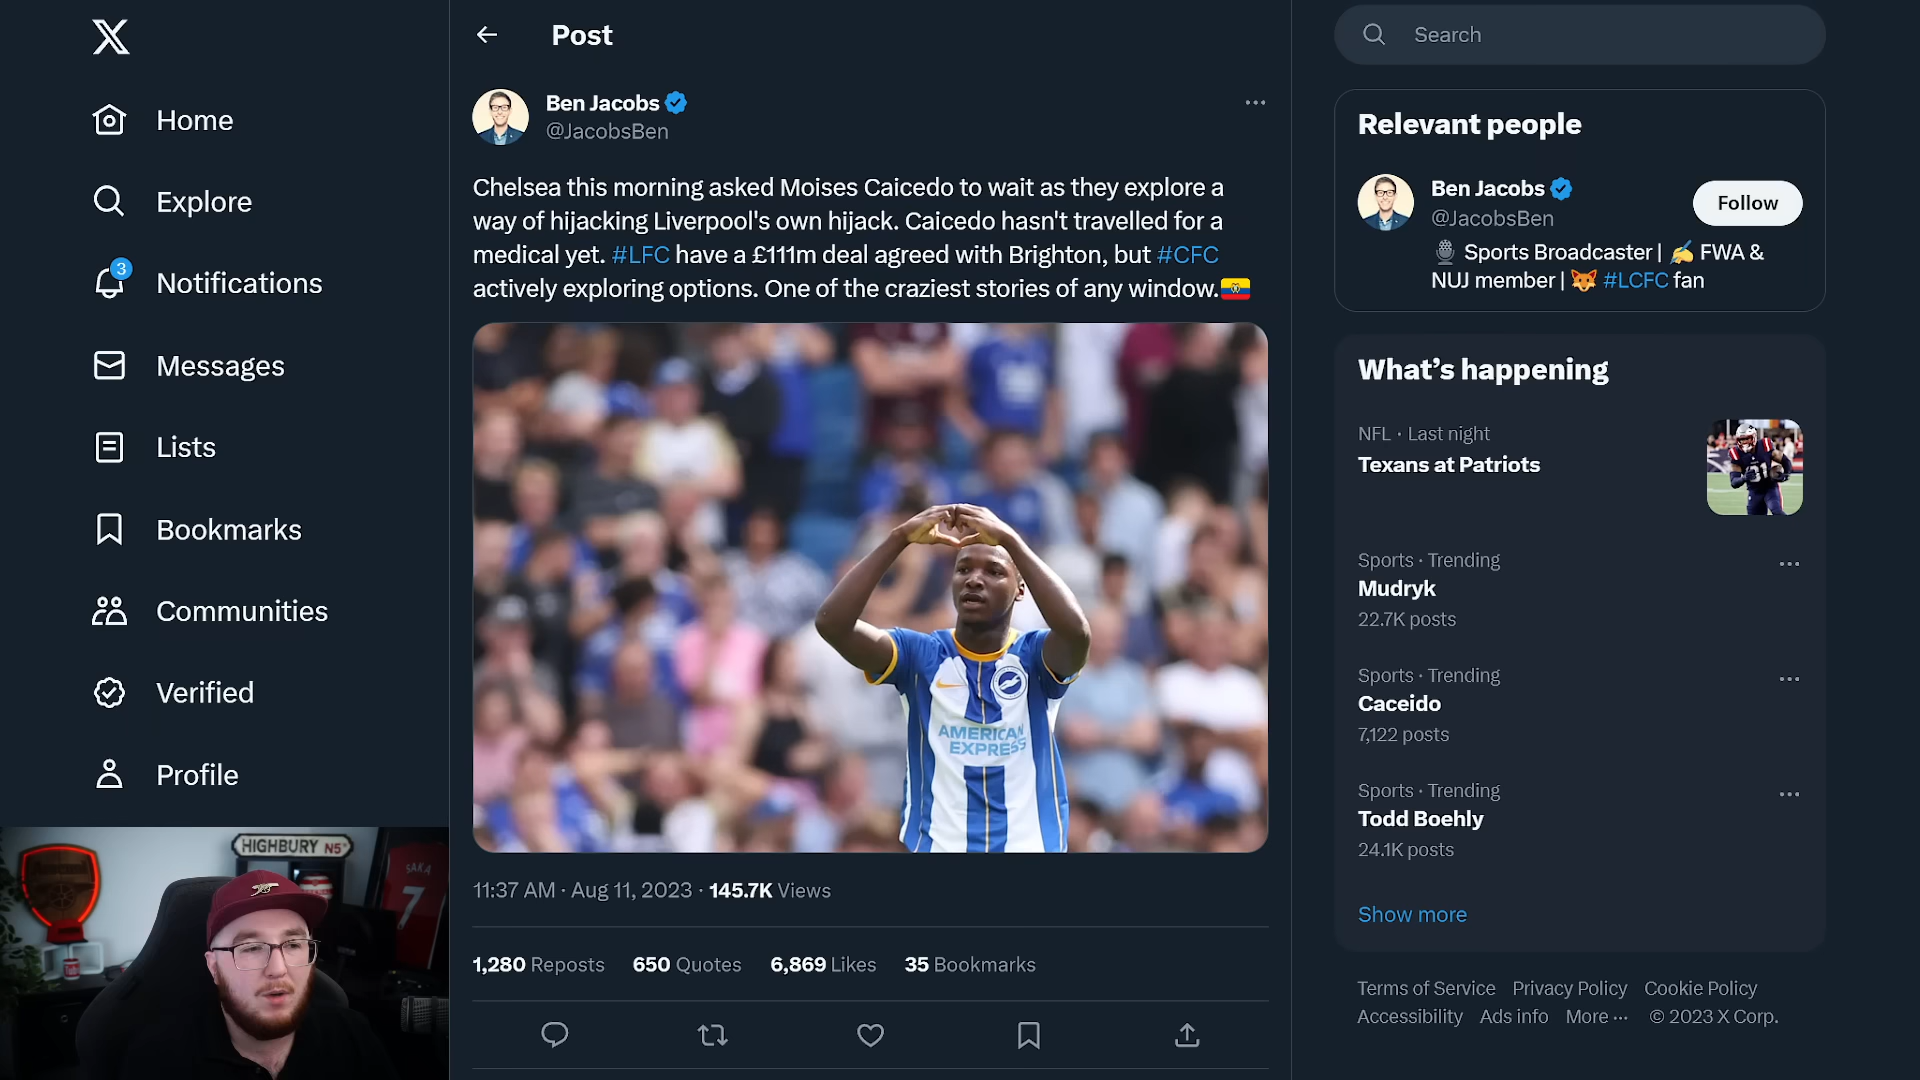 Home
Explore
3
Notifications
Messages
Lists
Bookmarks
Communities
Verified
Profile
HIGHBURY N5
SAKA
7
Post
Ben Jacobs
@JacobsBen
Chelsea this morning asked Moises Caicedo to wait as they explore a
way of hijacking Liverpool's own hijack. Caicedo hasn't travelled for a
medical yet. #LFC have a £111m deal agreed with Brighton, but #CFC
actively exploring options. One of the craziest stories of any window.
AMERICAN
EXPRESS
11:37 AM · Aug 11, 2023 · 145.7K Views
1,280 Reposts 650 Quotes 6,869 Likes 35 Bookmarks
Search
Relevant people
Ben Jacobs
@JacobsBen
Follow
Sports Broadcaster | FWA &
NUJ member | #LCFC fan
What’s happening
NFL · Last night
Texans at Patriots
Sports · Trending
Mudryk
22.7K posts
Sports · Trending
Caceido
7,122 posts
Sports · Trending
Todd Boehly
24.1K posts
Show more
Terms of Service Privacy Policy Cookie Policy
Accessibility Ads info More ··· © 2023 X Corp.